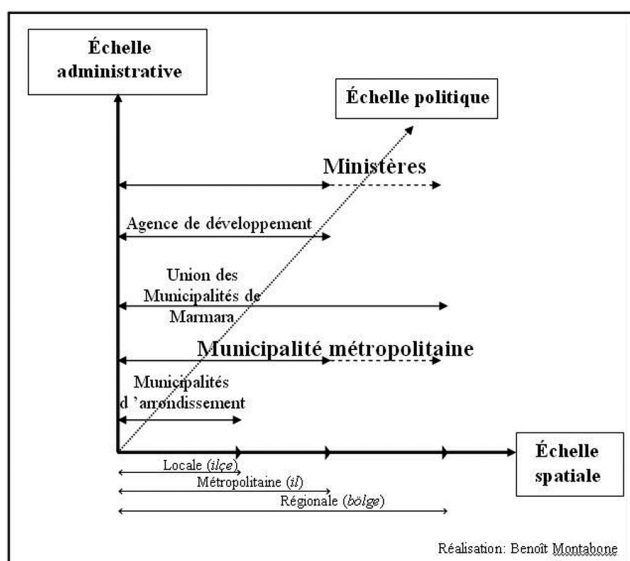 Échelle
administrative
Échelle politique
Ministères
Agence de développement
Union des
Municipalités de
Marmara
Municipalité métropolitaine
Municipalités
d ’arrondissement
Échelle
spatiale
Locale (ilçe)
Métropolitaine (il)
Régionale (bölge)
Réalisation: Benoît Montabone